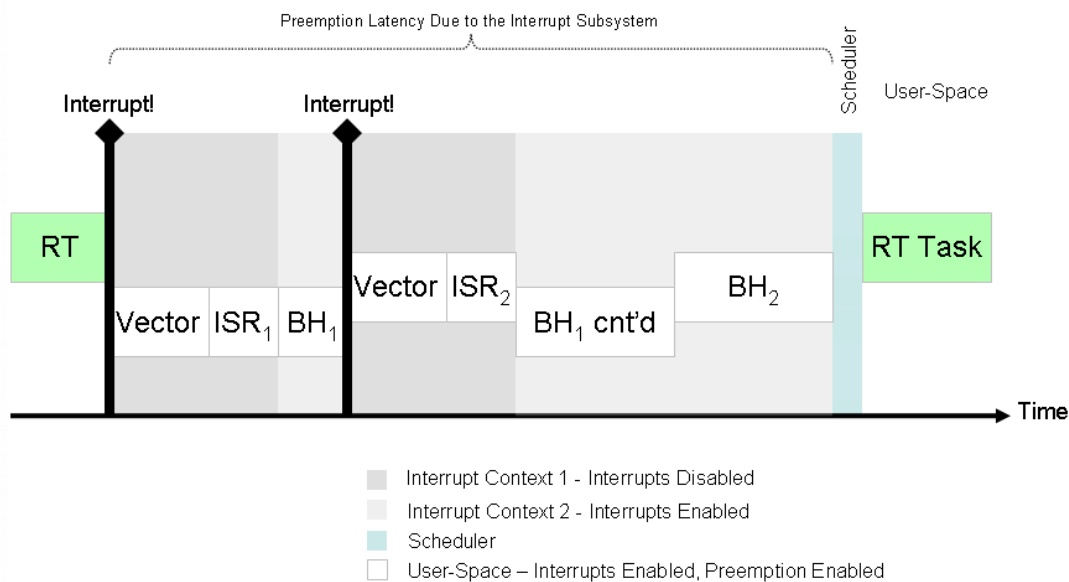 Preemption Latency Due to the Interrupt Subsystem
Scheduler
User-Space
Interrupt!
Interrupt!
RT
Vector
ISR1
BH1
Vector
ISR2
BH1 cnt'd
BH2
RT Task
Time
Interrupt Context 1 - Interrupts Disabled
Interrupt Context 2 - Interrupts Enabled
Scheduler
User-Space – Interrupts Enabled, Preemption Enabled